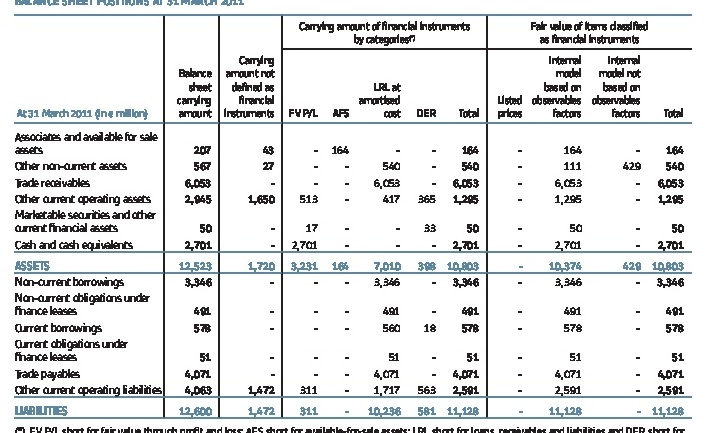 BALANCE SHEET POSITIONS AT 31 MARCH 2011
Carrying amount of financial instruments by categories(*) Fair value of items classified as financial instruments
At 31 March 2011 (in € million) Balance sheet carrying amount Carrying amount not defined as financial instruments FV P/L AFS LRL at amortised cost DER Total Listed prices Internal model based on observables factors Internal model not based on observables factors Total
Associates and available for sale
assets 207 43 - 164 - - 164 - 164 - 164
Other non-current assets 567 27 - - 540 - 540 - 111 429 540
Trade receivables 6,053 - - - 6,053 - 6,053 - 6,053 - 6,053
Other current operating assets 2,945 1,650 513 - 417 365 1,295 - 1,295 - 1,295
Marketable securities and other
current financial assets 50 - 17 - - 33 50 - 50 - 50
Cash and cash equivalents 2,701 - 2,701 - - - 2,701 - 2,701 - 2,701
ASSETS 12,523 1,720 3,231 164 7,010 398 10,803 - 10,374 429 10,803
Non-current borrowings 3,346 - - - 3,346 - 3,346 - 3,346 - 3,346
Non-current obligations under
finance leases 491 - - - 491 - 491 - 491 - 491
Current borrowings 578 - - - 560 18 578 - 578 - 578
Current obligations under
finance leases 51 - - - 51 - 51 - 51 - 51
Trade payables 4,071 - - - 4,071 - 4,071 - 4,071 - 4,071
Other current operating liabilities 4,063 1,472 311 - 1,717 563 2,591 - 2,591 - 2,591
LIABILITIES 12,600 1,472 311 - 10,236 581 11,128 - 11,128 - 11,128
(*) FV P/L short for fair value through profit and loss; AFS short for available-for-sale assets; LRL short for loans, receivables and liabilities and DER short for